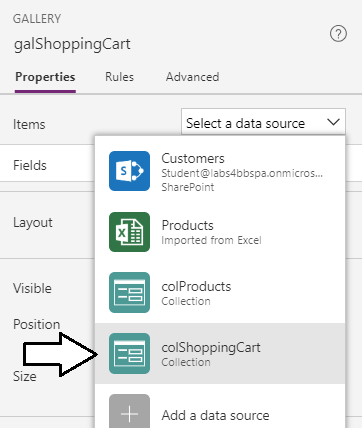 GALLERY
galShoppingCart
?
Properties Rules Advanced
Items Select a data source
Customers
Student@labs4bbspa.onmicros...
SharePoint
Fields
Products
Imported from Excel
Layout
colProducts
Collection
Visible
Position
colShoppingCart
Collection
Size
Add a data source